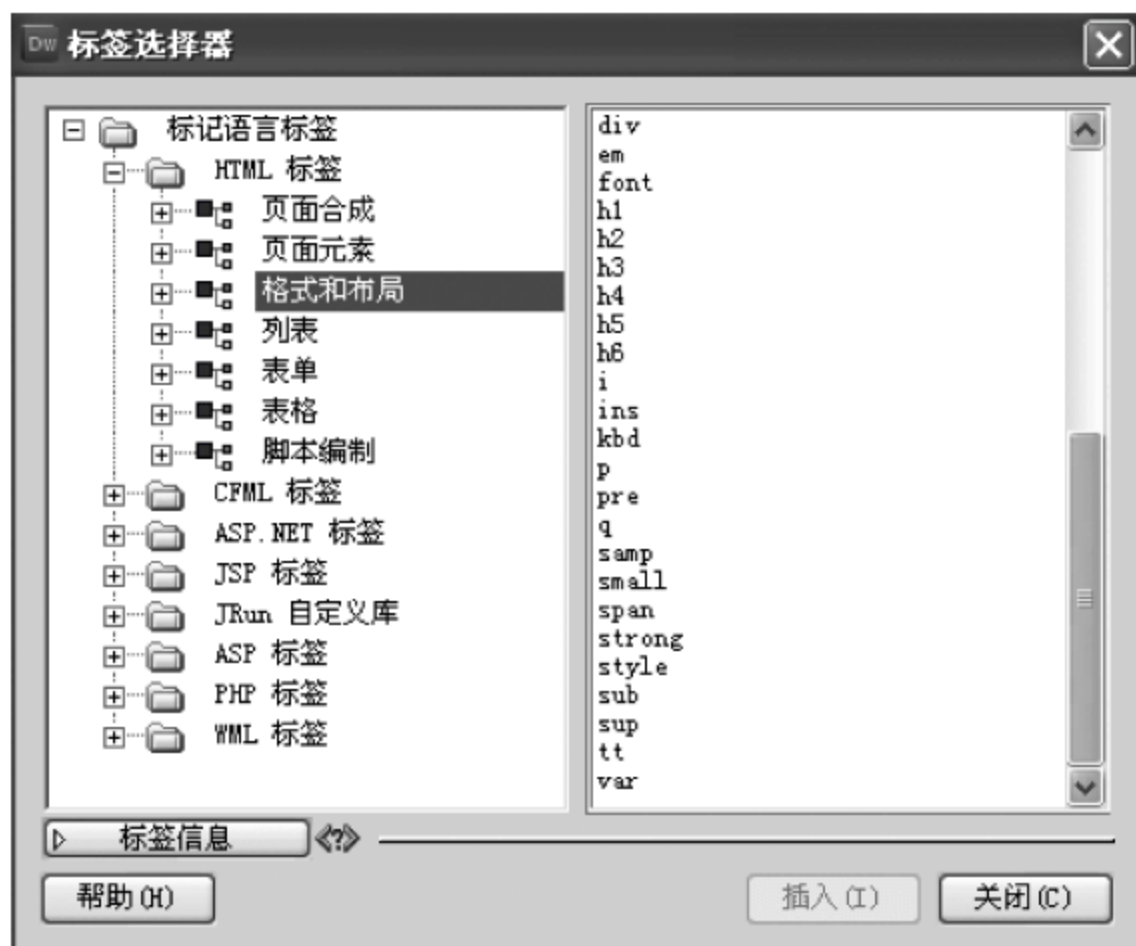 Dw 标签选择器
标记语言标签
HTML 标签
页面合成
页面元素
格式和布局
列表
表单
表格
脚本编制
CFML 标签
ASP.NET 标签
JSP 标签
JRun 自定义库
ASP 标签
PHP 标签
WML 标签
div
em
font
h1
h2
h3
h4
h5
h6
i
ins
kbd
p
pre
q
samp
small
span
strong
style
sub
sup
tt
var
标签信息 <?>
帮助(H)
插入(I)
关闭(C)